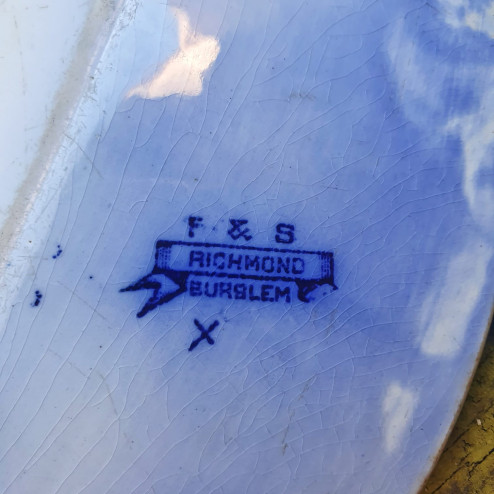 F & S
RICHMOND
BURSLEM
X